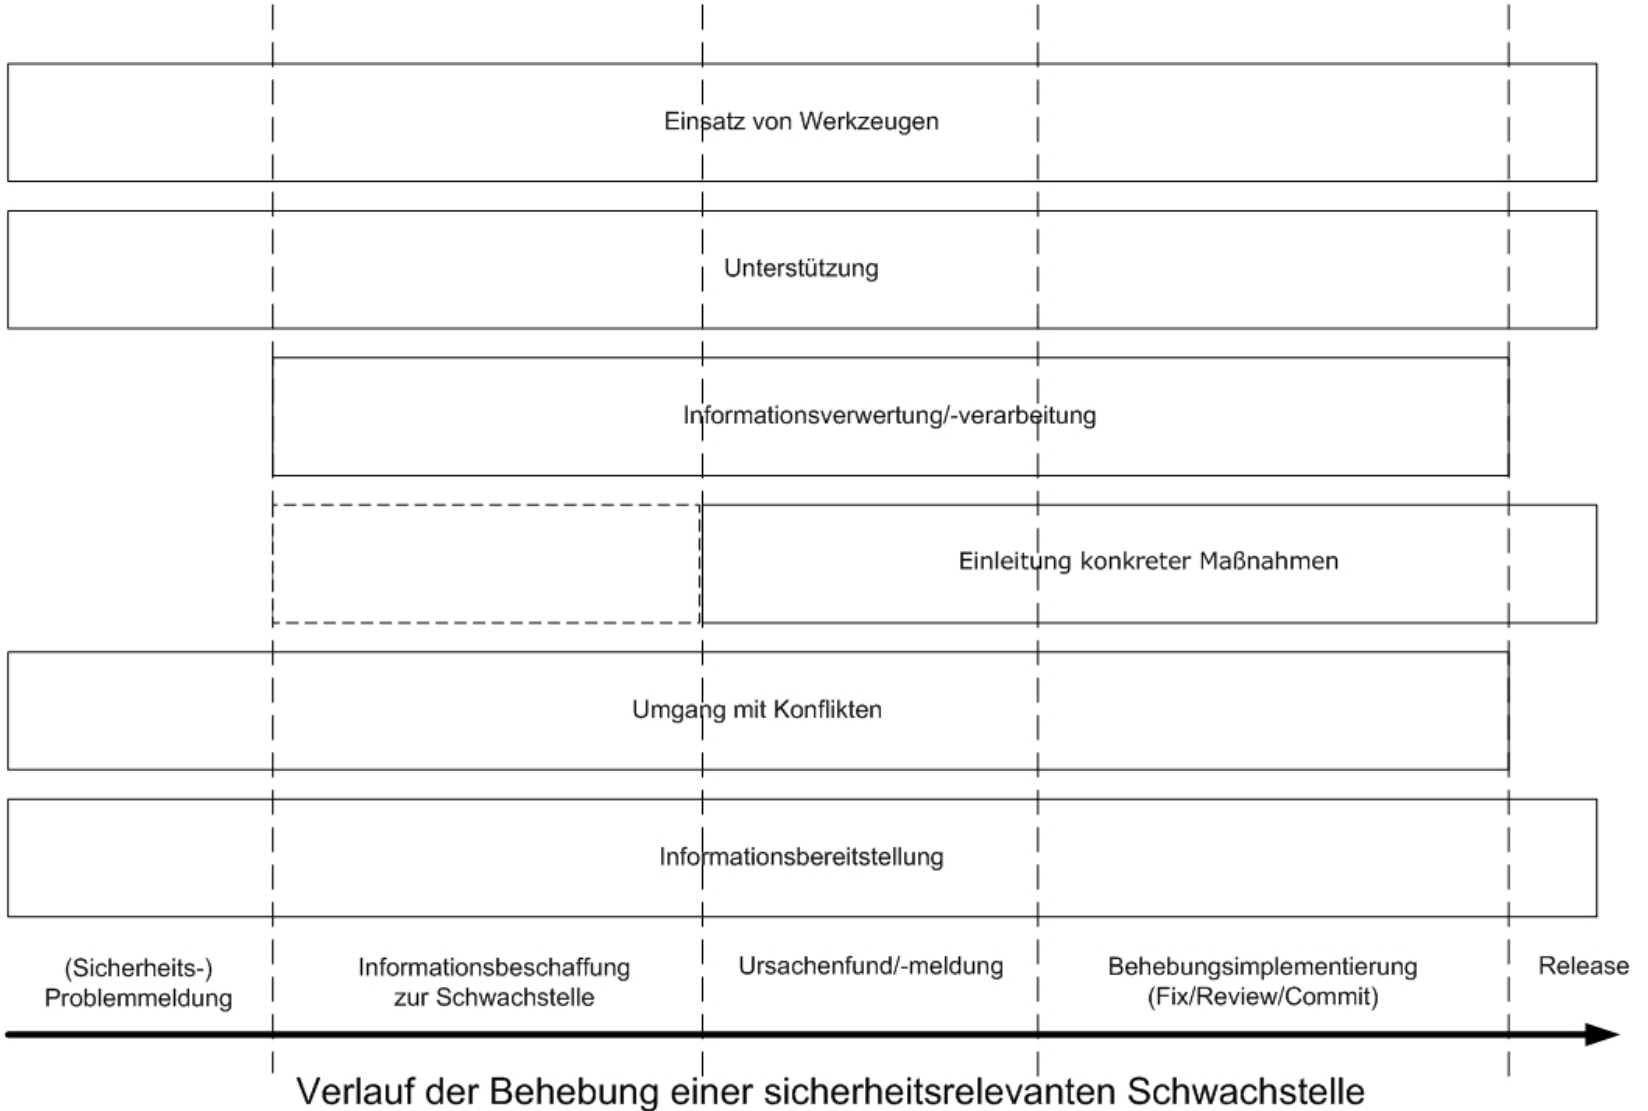 Einsatz von Werkzeugen
Unterstützung
Informationsverwertung/-verarbeitung
Einleitung konkreter Maßnahmen
Umgang mit Konflikten
Informationsbereitstellung
(Sicherheits-)
Problemmeldung
Informationsbeschaffung
zur Schwachstelle
Ursachenfund/-meldung
Behebungsimplementierung
(Fix/Review/Commit)
Release
Verlauf der Behebung einer sicherheitsrelevanten Schwachstelle